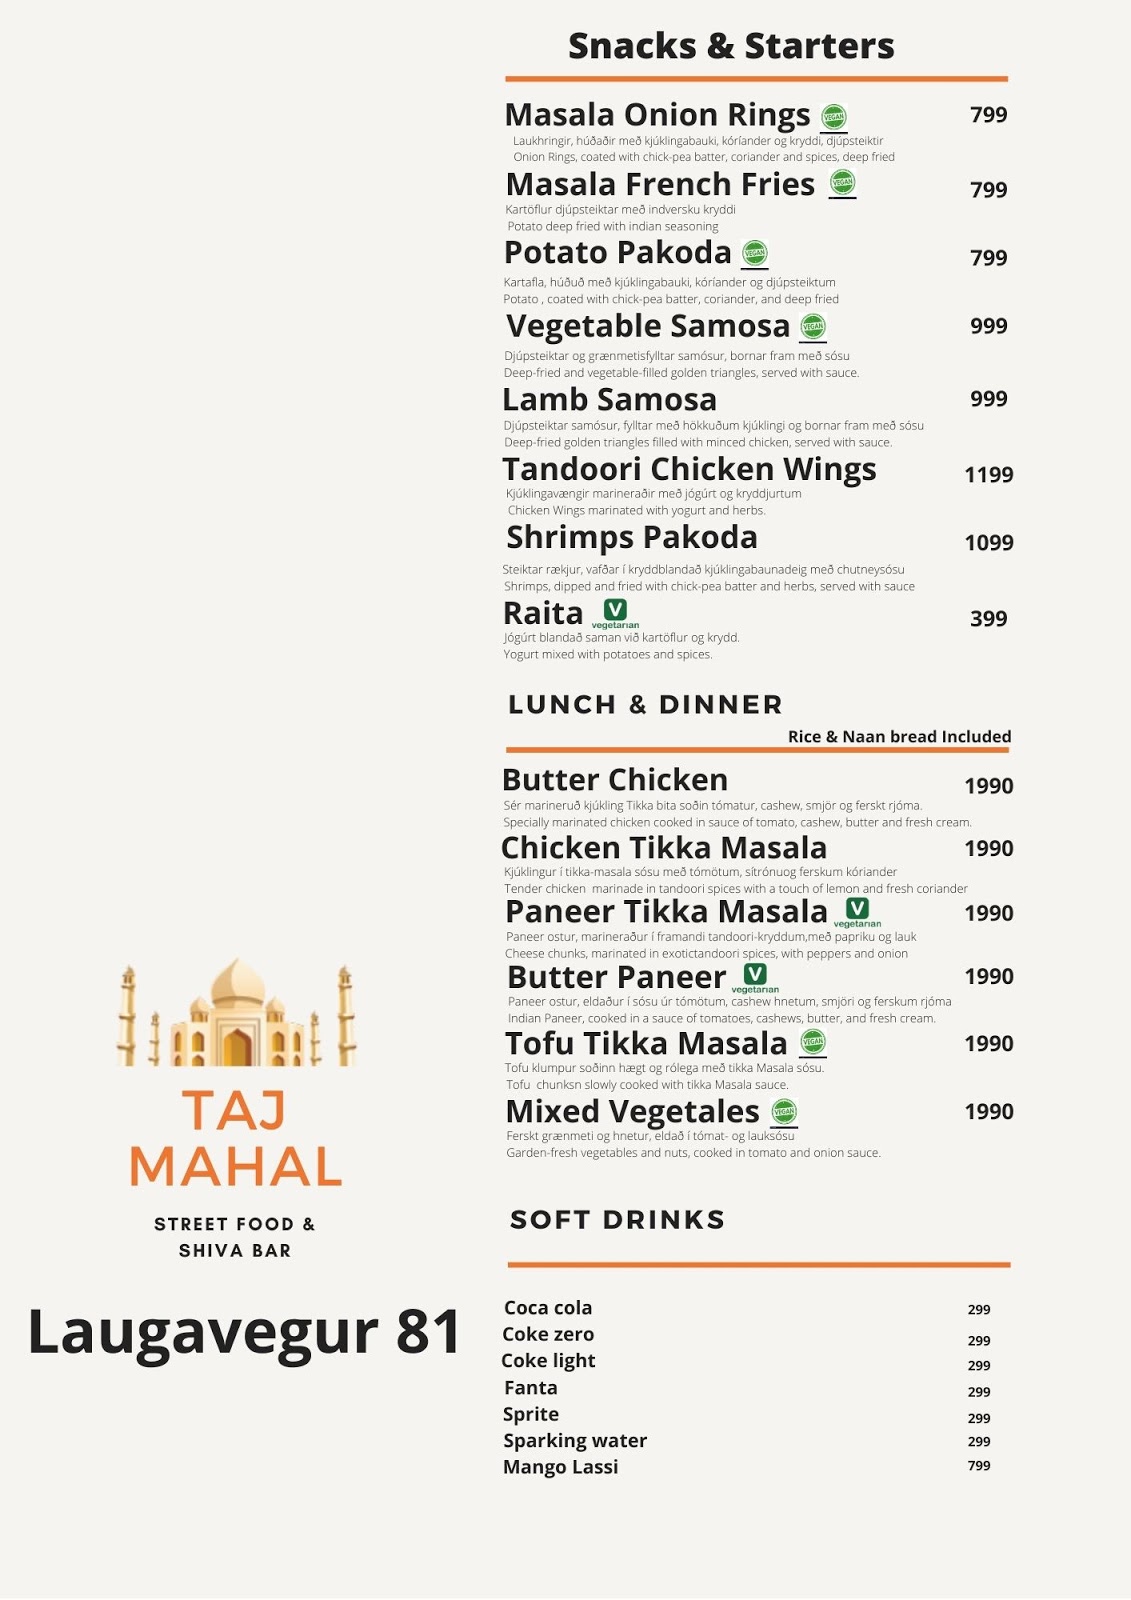 Snacks & Starters
Masala Onion Rings VEGAN 799
Laukhringir, húðaðir með kjúklingabauki, kóríander og kryddi, djúpsteiktir
Onion Rings, coated with chick-pea batter, coriander and spices, deep fried
Masala French Fries VEGAN 799
Kartöflur djúpsteiktar með indversku kryddi
Potato deep fried with indian seasoning
Potato Pakoda VEGAN 799
Kartafla, húðuð með kjúklingabauki, kóríander og djúpsteiktum
Potato , coated with chick-pea batter, coriander, and deep fried
Vegetable Samosa VEGAN 999
Djúpsteiktar og grænmetisfylltar samósur, bornar fram með sósu
Deep-fried and vegetable-filled golden triangles, served with sauce.
Lamb Samosa 999
Djúpsteiktar samósur, fylltar með hökkuðum kjúklingi og bornar fram með sósu
Deep-fried golden triangles filled with minced chicken, served with sauce.
Tandoori Chicken Wings 1199
Kjúklingavængir marineraðir með jógúrt og kryddjurtum
Chicken Wings marinated with yogurt and herbs.
Shrimps Pakoda 1099
Steiktar rækjur, vafðar í kryddblandað kjúklingabaunadeig með chutneysósu
Shrimps, dipped and fried with chick-pea batter and herbs, served with sauce
Raita V vegetarian 399
Jógúrt blandað saman við kartöflur og krydd.
Yogurt mixed with potatoes and spices.
LUNCH & DINNER
Rice & Naan bread Included
Butter Chicken 1990
Sér marineruð kjúkling Tikka bita soðin tómatur, cashew, smjör og ferskt rjóma.
Specially marinated chicken cooked in sauce of tomato, cashew, butter and fresh cream.
Chicken Tikka Masala 1990
Kjúklingur í tikka-masala sósu með tómötum, sítrónuog ferskum kóriander
Tender chicken marinade in tandoori spices with a touch of lemon and fresh coriander
Paneer Tikka Masala V vegetarian 1990
Paneer ostur, marineraður í framandi tandoori-kryddum,með papriku og lauk
Cheese chunks, marinated in exotictandoori spices, with peppers and onion
Butter Paneer V vegetarian 1990
Paneer ostur, eldaður í sósu úr tómötum, cashew hnetum, smjöri og ferskum rjóma
Indian Paneer, cooked in a sauce of tomatoes, cashews, butter, and fresh cream.
Tofu Tikka Masala VEGAN 1990
Tofu klumpur soðinn hægt og rólega með tikka Masala sósu.
Tofu chunksn slowly cooked with tikka Masala sauce.
Mixed Vegetales VEGAN 1990
Ferskt grænmeti og hnetur, eldað í tómat- og lauksósu
Garden-fresh vegetables and nuts, cooked in tomato and onion sauce.
SOFT DRINKS
Coca cola 299
Coke zero 299
Coke light 299
Fanta 299
Sprite 299
Sparking water 299
Mango Lassi 799
TAJ
MAHAL
STREET FOOD &
SHIVA BAR
Laugavegur 81